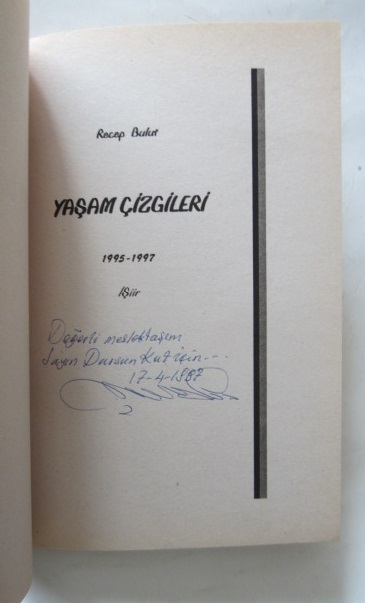 Recep Bulut
YAŞAM ÇİZGİLERİ
1995-1997
Şiir
Değerli meslektaşım
Sayın Dursun Kut için...
17-4-1997